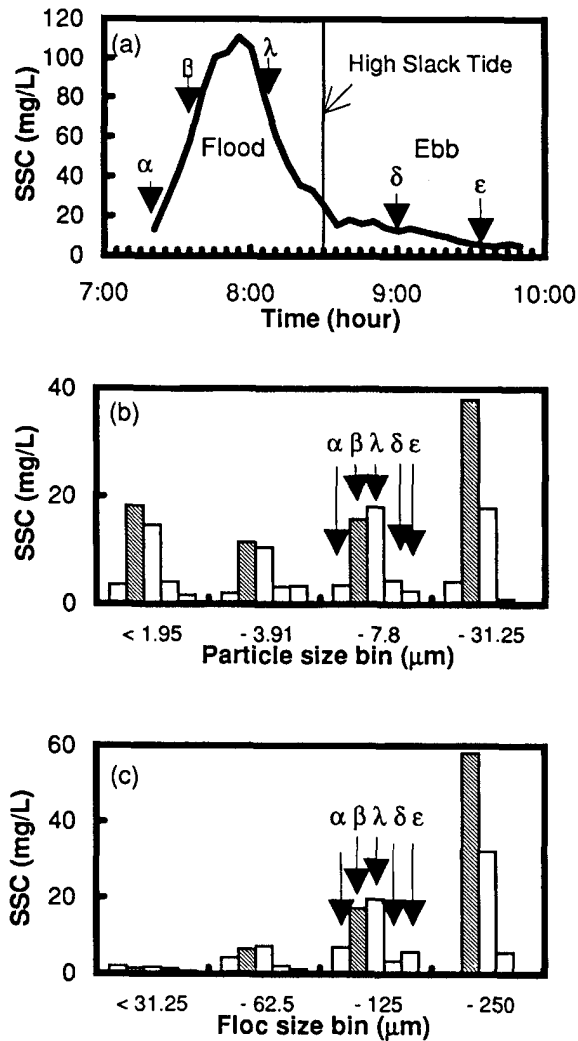 (a)
120
100
80
60
40
20
0
SSC (mg/L)
α
β
λ
High Slack Tide
Flood
Ebb
δ
ε
7:00 8:00 9:00 10:00
Time (hour)
(b)
40
20
0
SSC (mg/L)
α β λ δ ε
< 1.95 - 3.91 - 7.8 - 31.25
Particle size bin (μm)
(c)
60
40
20
0
SSC (mg/L)
α β λ δ ε
< 31.25 - 62.5 - 125 - 250
Floc size bin (μm)